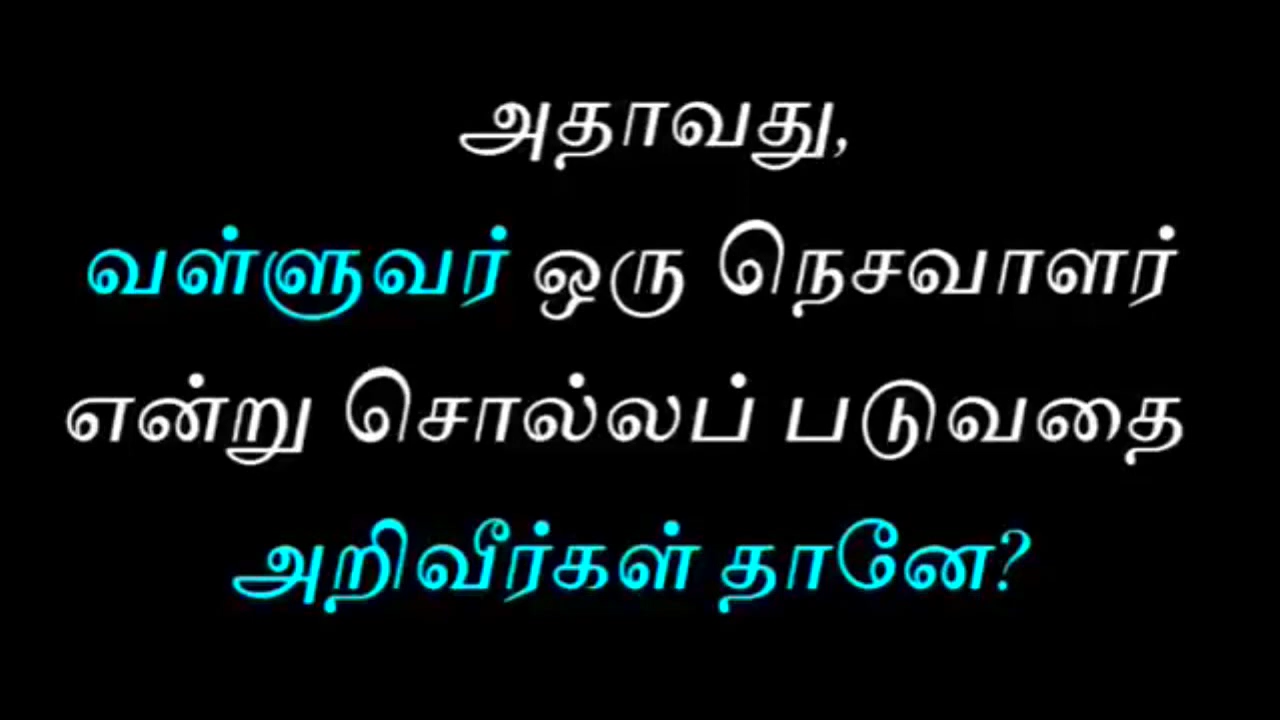 அதாவது,
வள்ளுவர் ஒரு நெசவாளர்
என்று சொல்லப் படுவதை
அறிவீர்கள் தானே?